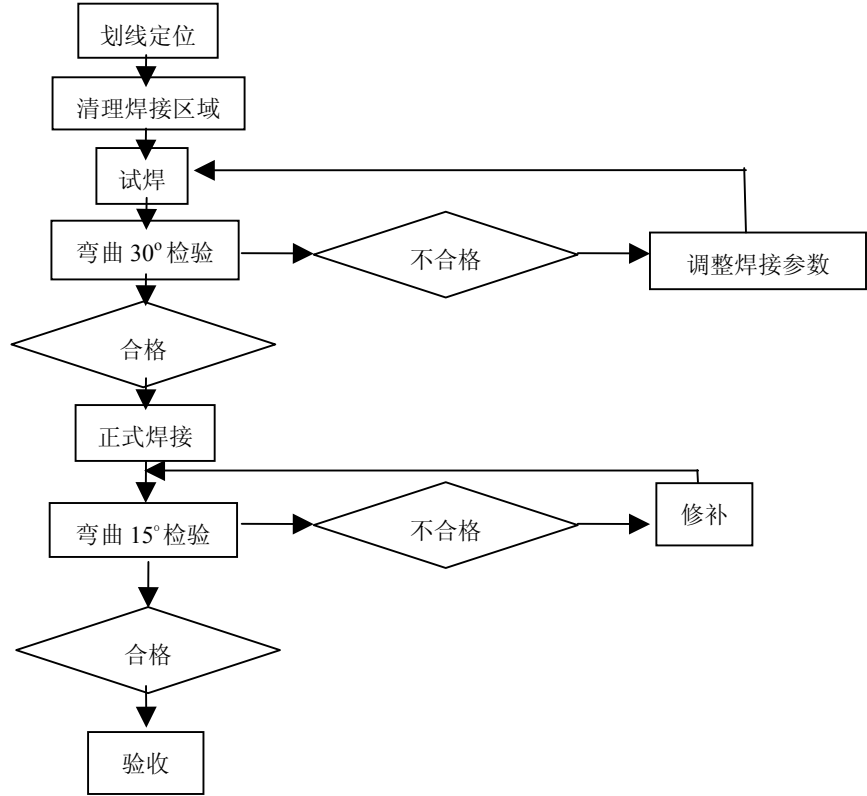 划线定位
清理焊接区域
试焊
弯曲 30° 检验
不合格
调整焊接参数
合格
正式焊接
弯曲 15° 检验
不合格
修补
合格
验收